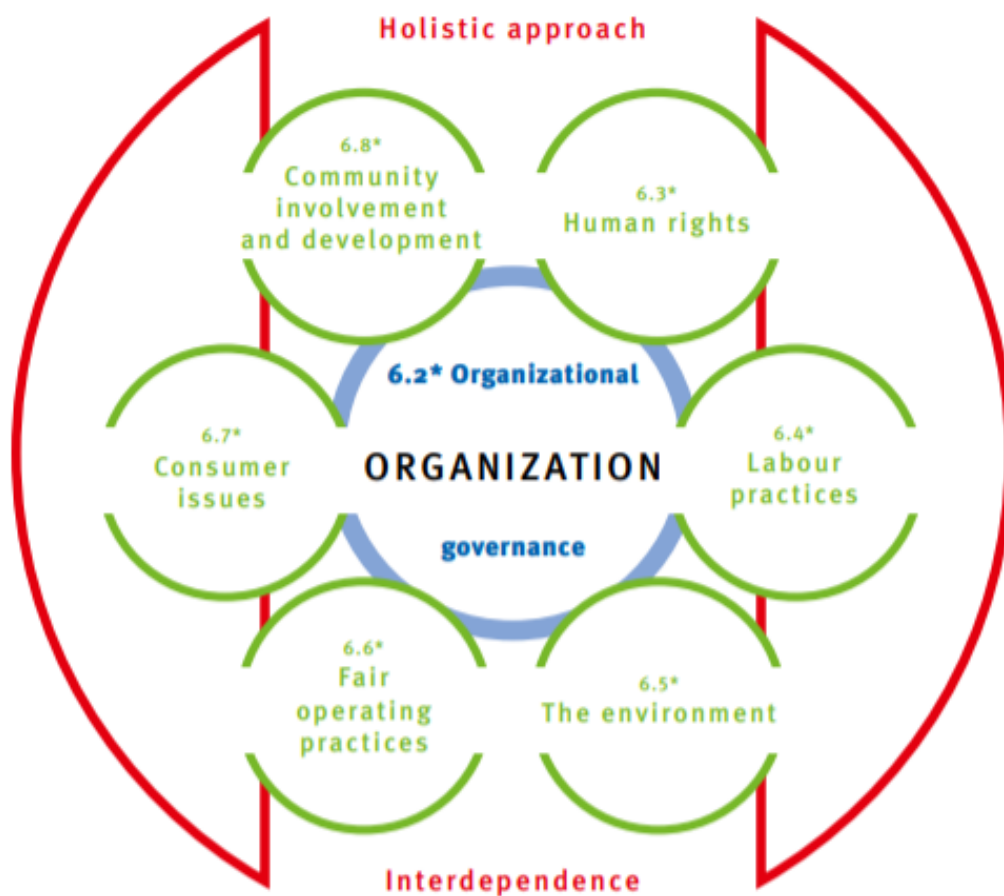 Holistic approach
6.8*
Community
involvement
and development
6.3*
Human rights
6.2* Organizational
ORGANIZATION
governance
6.7*
Consumer
issues
6.4*
Labour
practices
6.6*
Fair
operating
practices
6.5*
The environment
Interdependence